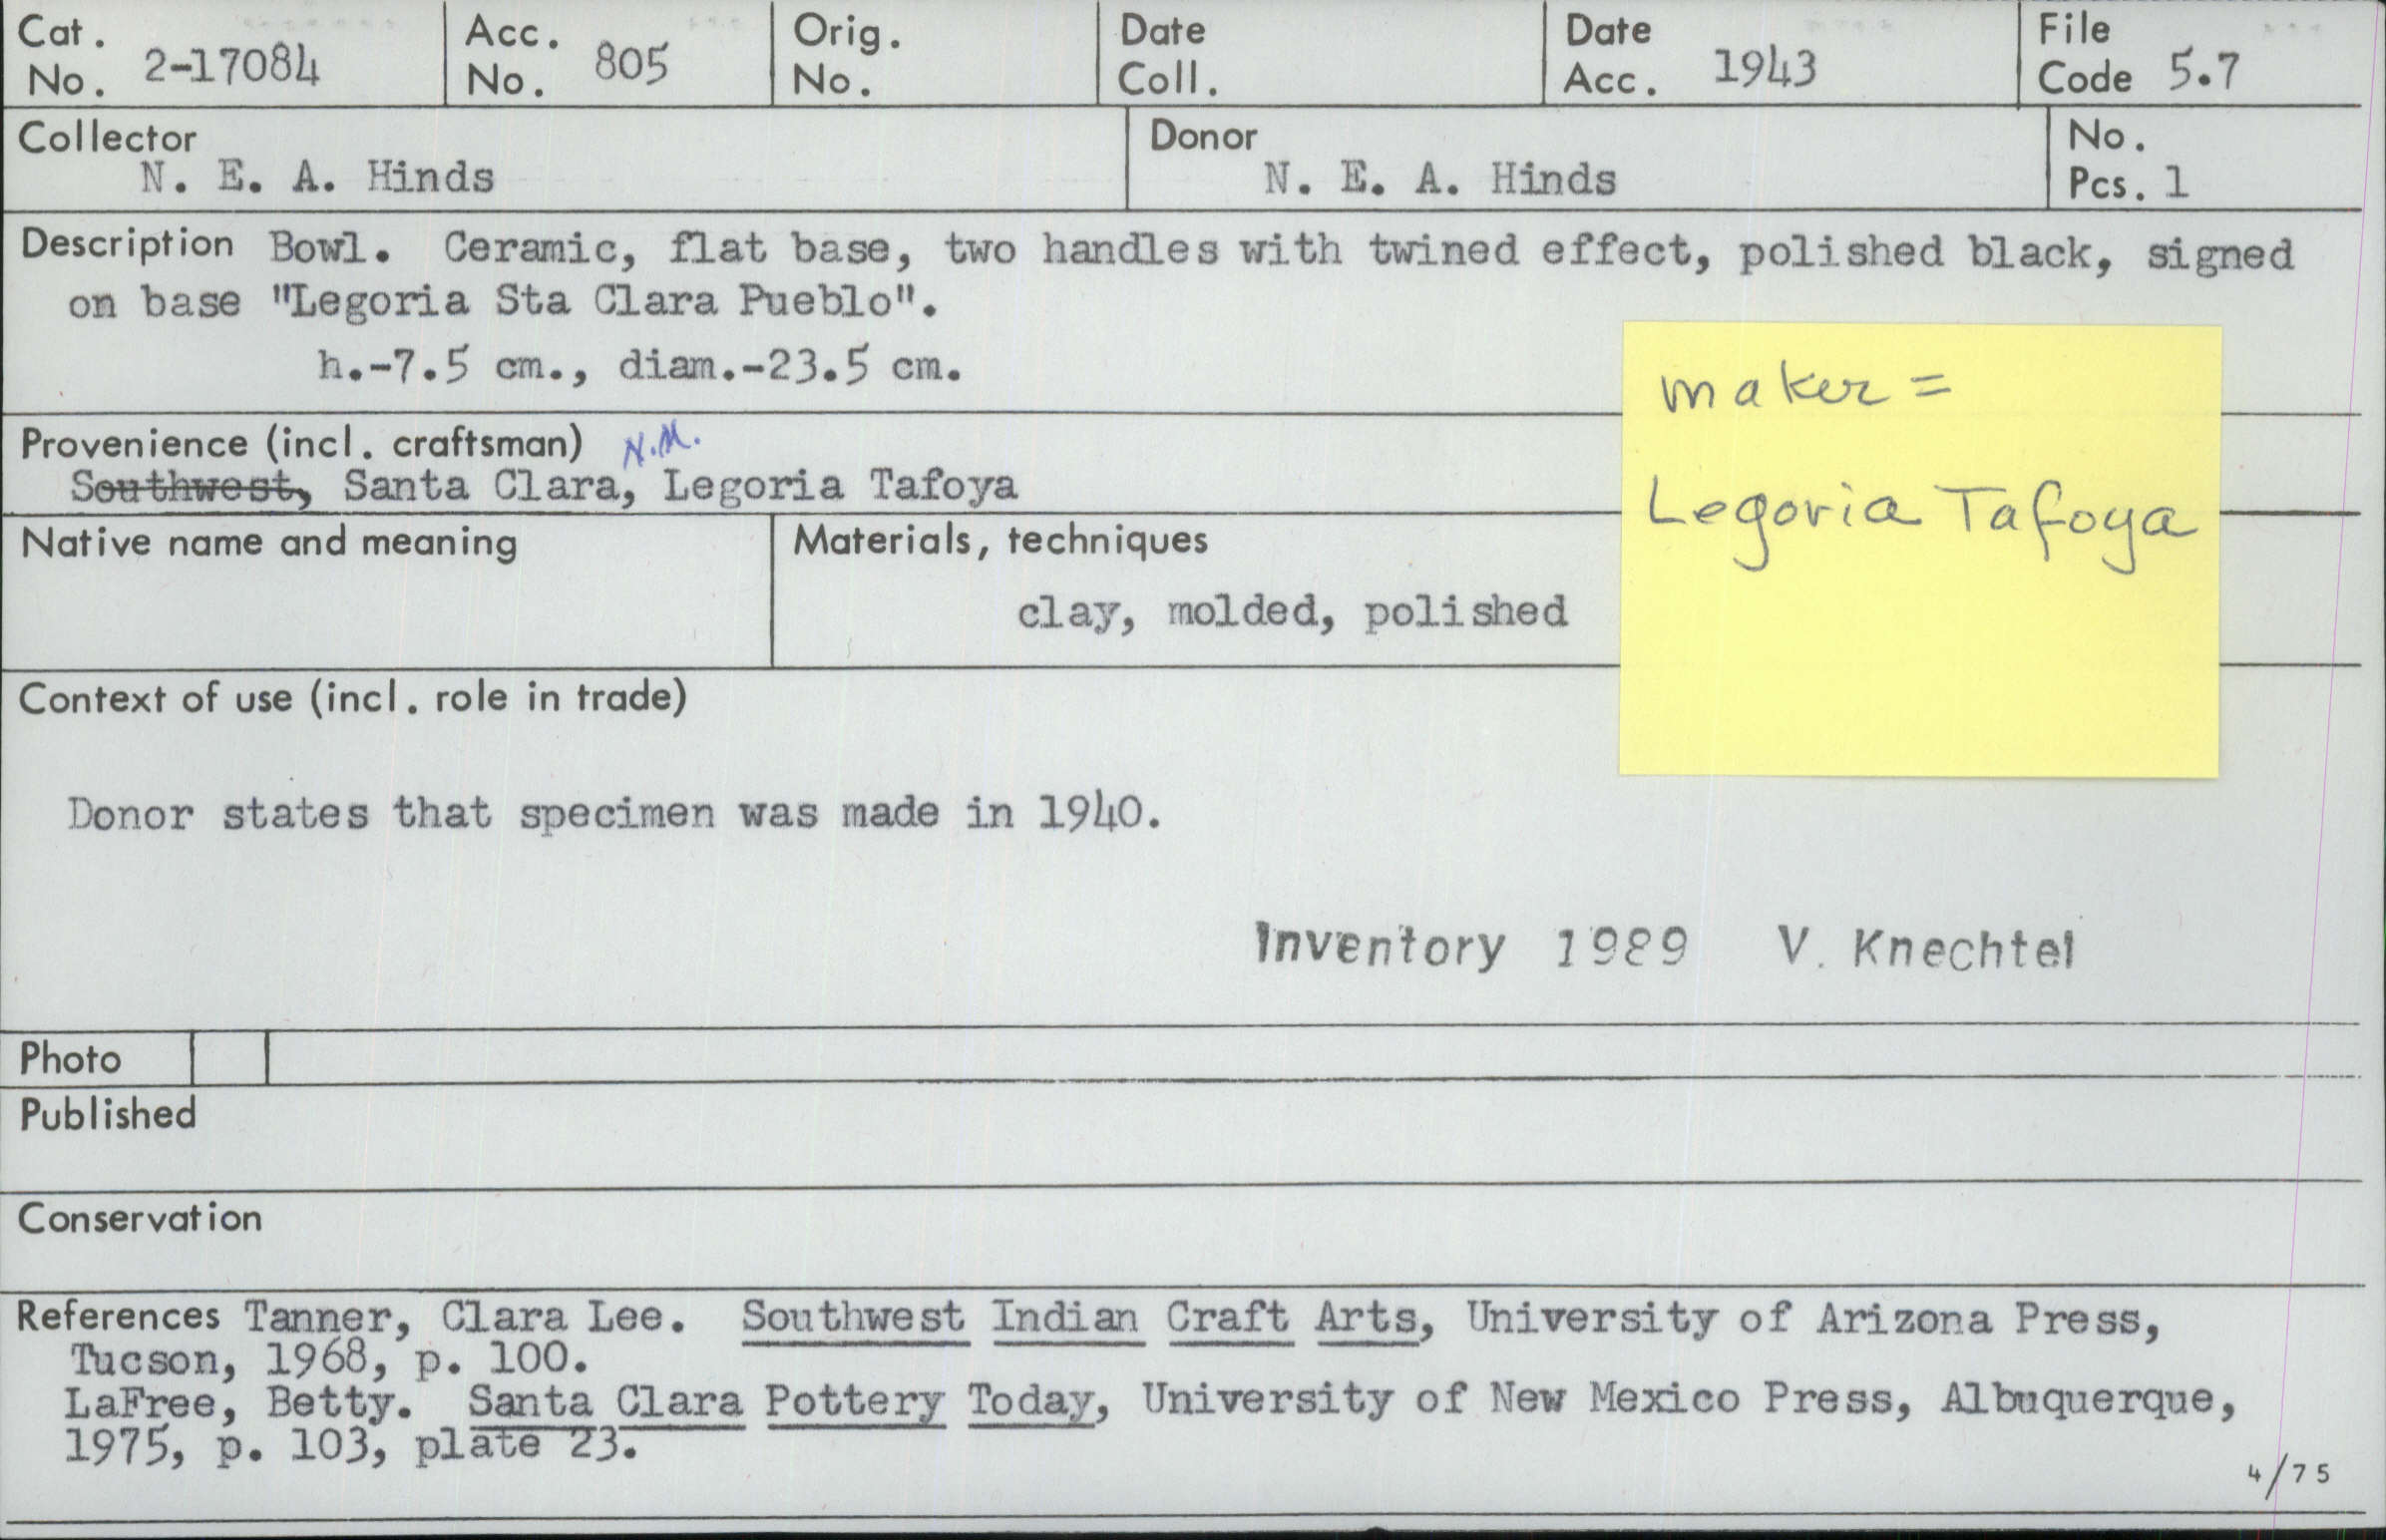 Cat. No. 2-17084
Acc. No. 805
Orig. No.
Date Coll.
Date Acc. 1943
File Code 5.7
Collector
N. E. A. Hinds
Donor
N. E. A. Hinds
No. Pcs. 1
Description Bowl. Ceramic, flat base, two handles with twined effect, polished black, signed
on base "Legoria Sta Clara Pueblo".
h.-7.5 cm., diam.-23.5 cm.
maker =
Legoria Tafoya
Provenience (incl. craftsman) N.M.
Southwest, Santa Clara, Legoria Tafoya
Native name and meaning
Materials, techniques
clay, molded, polished
Context of use (incl. role in trade)
Donor states that specimen was made in 1940.
Inventory 1989 V. Knechtel
Photo
Published
Conservation
References Tanner, Clara Lee. Southwest Indian Craft Arts, University of Arizona Press,
Tucson, 1968, p. 100.
LaFree, Betty. Santa Clara Pottery Today, University of New Mexico Press, Albuquerque,
1975, p. 103, plate 23.
4/75